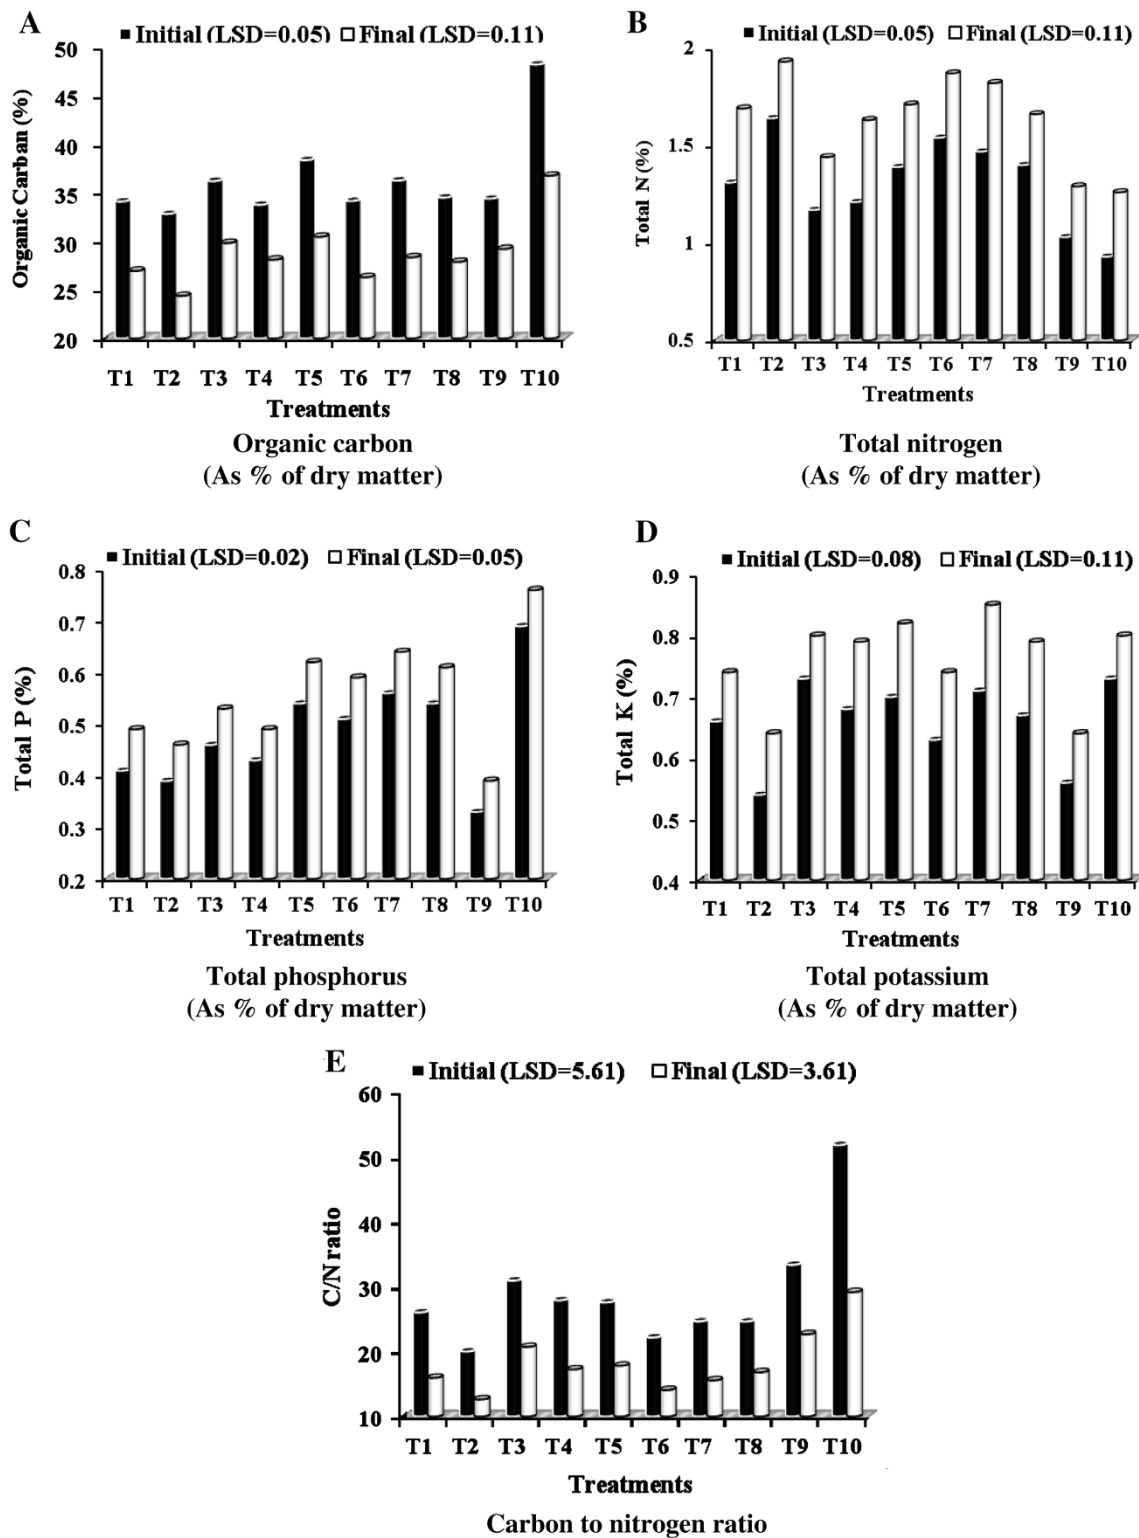 A
■ Initial (LSD=0.05) □ Final (LSD=0.11)
Organic Carban (%)
50
45
40
35
30
25
20
T1 T2 T3 T4 T5 T6 T7 T8 T9 T10
Treatments
Organic carbon
(As % of dry matter)
B
■ Initial (LSD=0.05) □ Final (LSD=0.11)
Total N (%)
2
1.5
1
0.5
T1 T2 T3 T4 T5 T6 T7 T8 T9 T10
Treatments
Total nitrogen
(As % of dry matter)
C
■ Initial (LSD=0.02) □ Final (LSD=0.05)
Total P (%)
0.8
0.7
0.6
0.5
0.4
0.3
0.2
T1 T2 T3 T4 T5 T6 T7 T8 T9 T10
Treatments
Total phosphorus
(As % of dry matter)
D
■ Initial (LSD=0.08) □ Final (LSD=0.11)
Total K (%)
0.9
0.8
0.7
0.6
0.5
0.4
T1 T2 T3 T4 T5 T6 T7 T8 T9 T10
Treatments
Total potassium
(As % of dry matter)
E
■ Initial (LSD=5.61) □ Final (LSD=3.61)
C/N ratio
60
50
40
30
20
10
T1 T2 T3 T4 T5 T6 T7 T8 T9 T10
Treatments
Carbon to nitrogen ratio